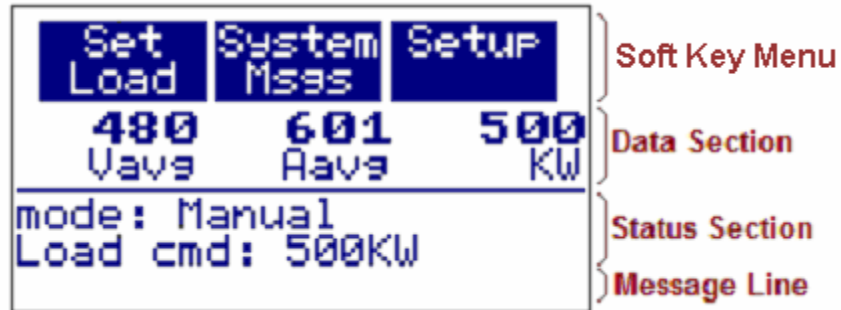 Set System Setup
Load Msgs
Soft Key Menu
480 601 500
Vavg Aavg KW
Data Section
mode: Manual
Load cmd: 500KW
Status Section
Message Line